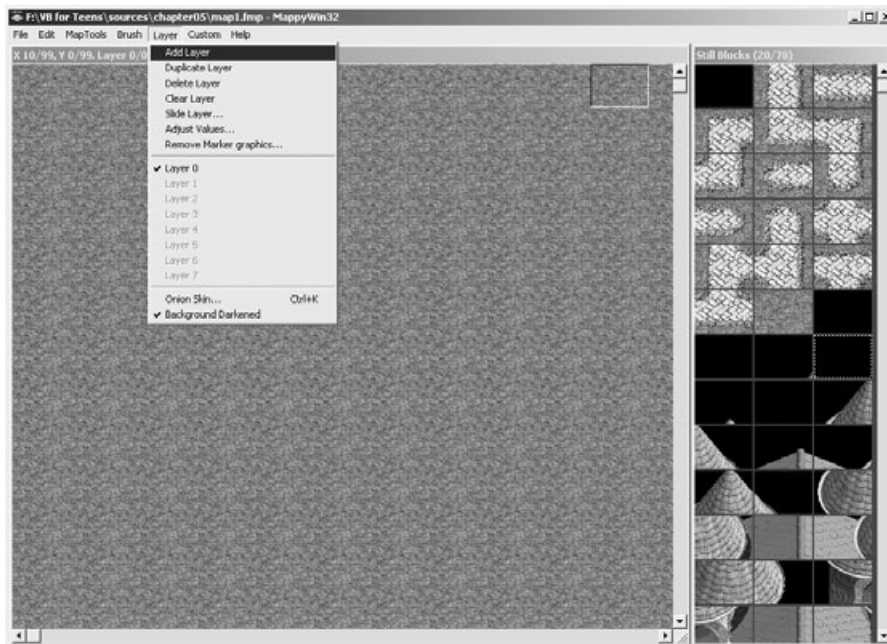 F:\VB for Teens\sources\chapter05\map1.fmp - MappyWin32
File Edit MapTools Brush Layer Custom Help
X 10/99, Y 0/99, Layer 0/0
Still Blocks (20/70)
Add Layer
Duplicate Layer
Delete Layer
Clear Layer
Slide Layer...
Adjust Values...
Remove Marker graphics...
✔ Layer 0
Layer 1
Layer 2
Layer 3
Layer 4
Layer 5
Layer 6
Layer 7
Onion Skin... Ctrl+K
✔ Background Darkened